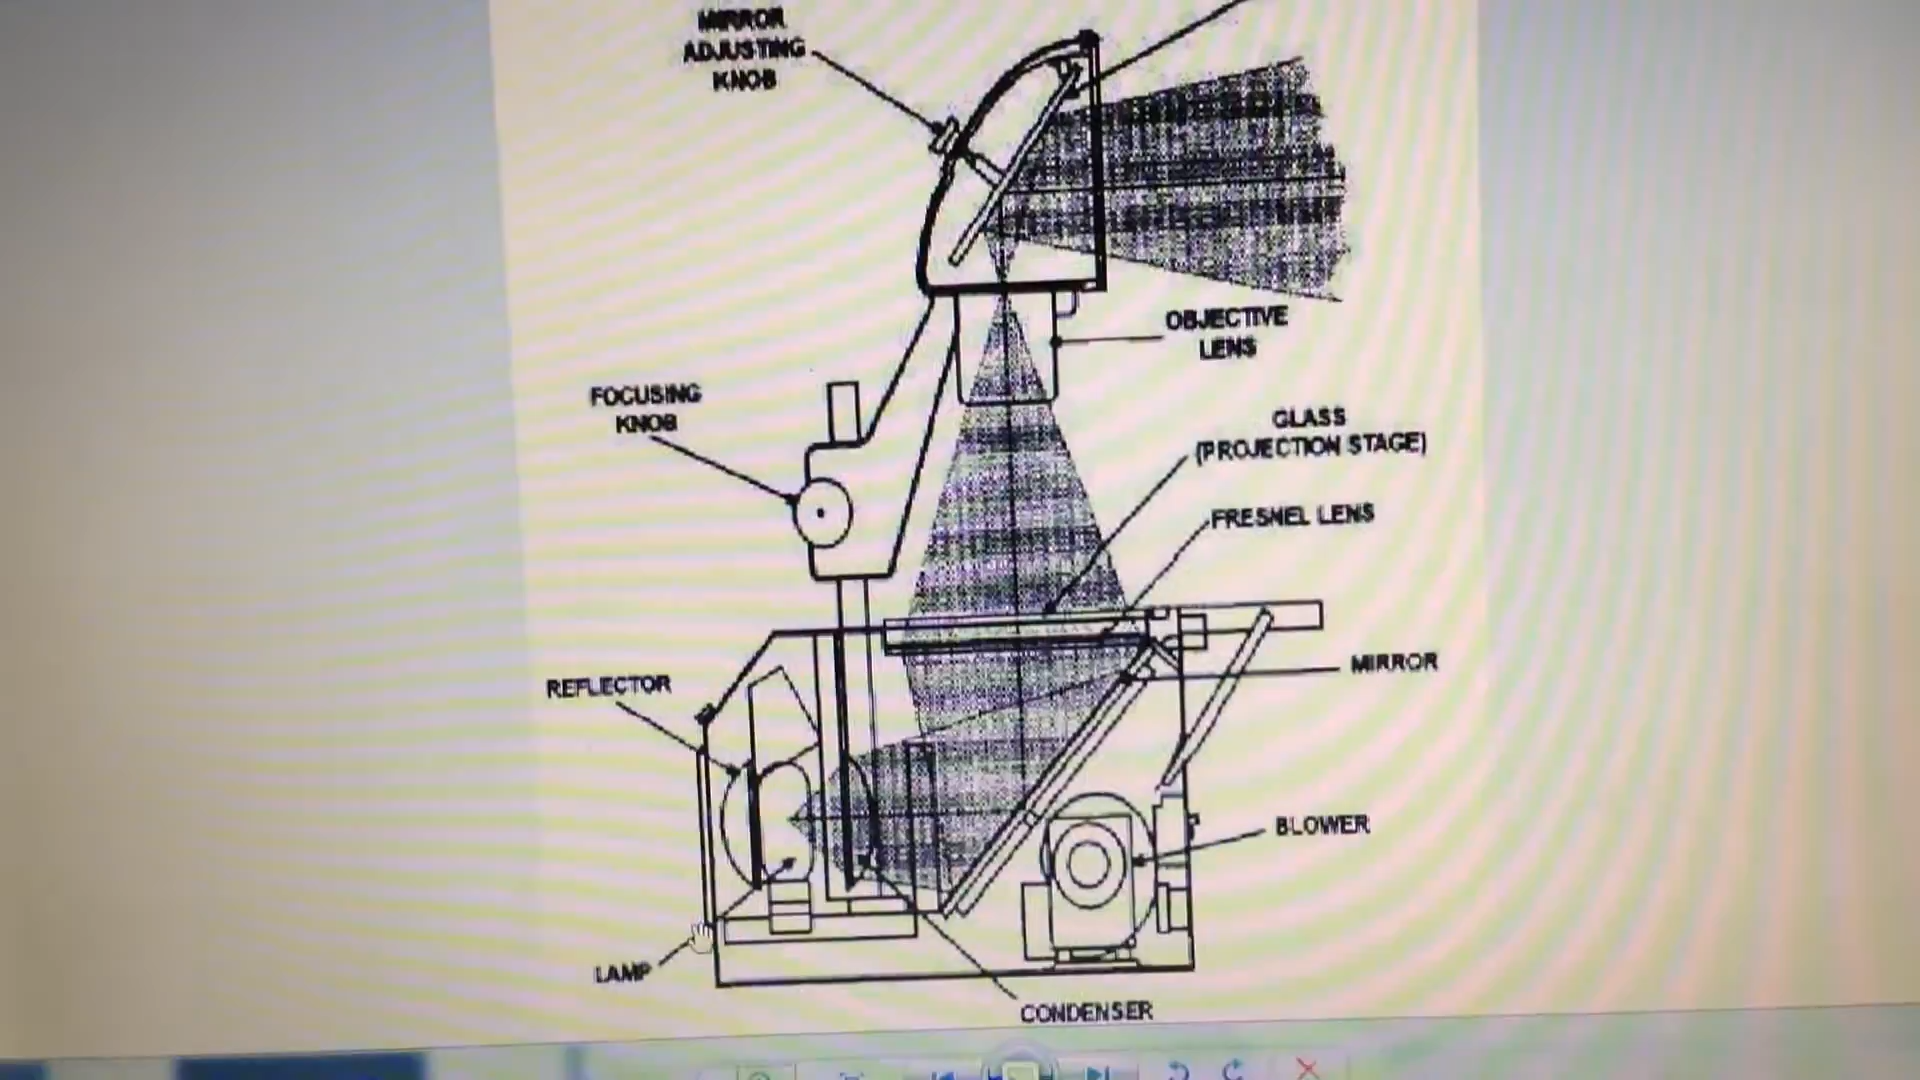 MIRROR
ADJUSTING
KNOB
OBJECTIVE
LENS
FOCUSING
KNOB
GLASS
(PROJECTION STAGE)
FRESNEL LENS
MIRROR
REFLECTOR
BLOWER
LAMP
CONDENSER